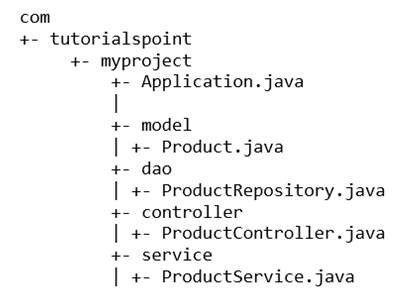 com
+- tutorialspoint
     +- myproject
         +- Application.java
         |
         +- model
         | +- Product.java
         +- dao
         | +- ProductRepository.java
         +- controller
         | +- ProductController.java
         +- service
         | +- ProductService.java